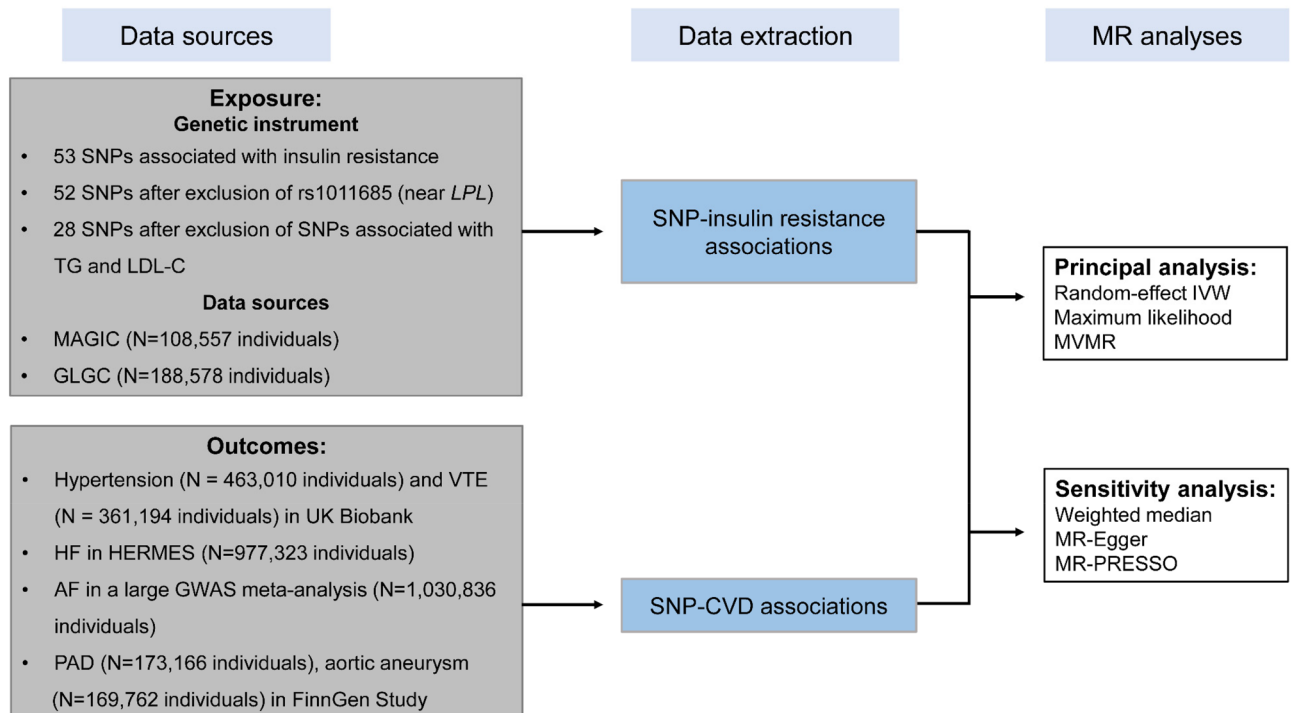 Data sources
Data extraction
MR analyses
Exposure:
Genetic instrument
• 53 SNPs associated with insulin resistance
• 52 SNPs after exclusion of rs1011685 (near LPL)
• 28 SNPs after exclusion of SNPs associated with
TG and LDL-C
Data sources
• MAGIC (N=108,557 individuals)
• GLGC (N=188,578 individuals)
Outcomes:
• Hypertension (N = 463,010 individuals) and VTE
(N = 361,194 individuals) in UK Biobank
• HF in HERMES (N=977,323 individuals)
• AF in a large GWAS meta-analysis (N=1,030,836
individuals)
• PAD (N=173,166 individuals), aortic aneurysm
(N=169,762 individuals) in FinnGen Study
SNP-insulin resistance
associations
SNP-CVD associations
Principal analysis:
Random-effect IVW
Maximum likelihood
MVMR
Sensitivity analysis:
Weighted median
MR-Egger
MR-PRESSO